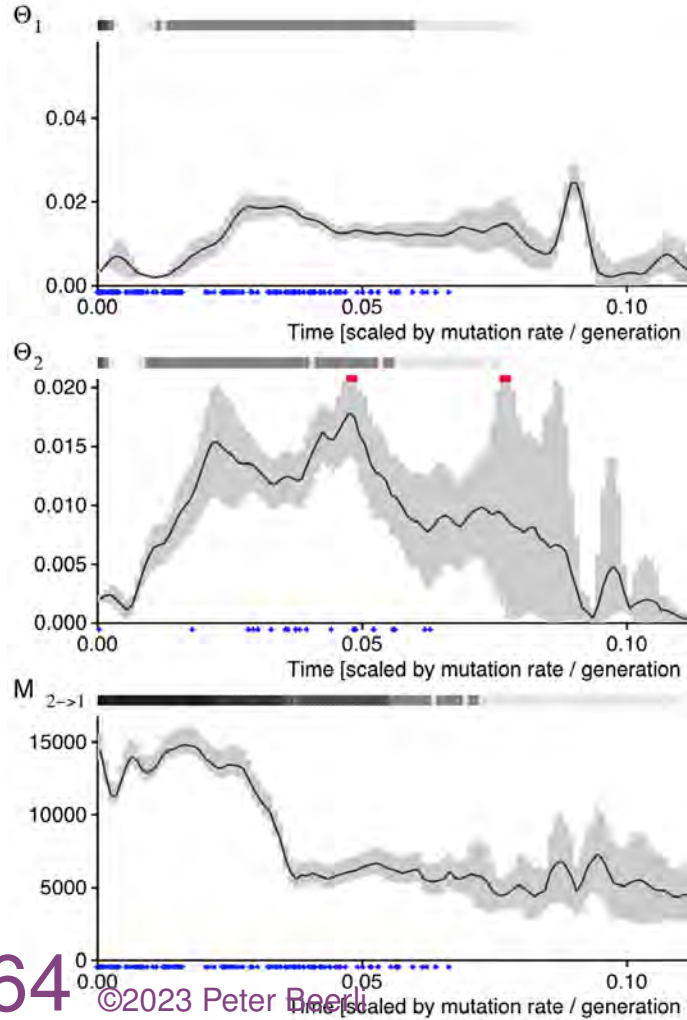 Θ1
0.04
0.02
0.00
0.00 0.05 0.10
Time [scaled by mutation rate / generation
Θ2
0.020
0.015
0.010
0.005
0.000
0.00 0.05 0.10
Time [scaled by mutation rate / generation
M 2−>1
15000
10000
5000
0
0.00 0.05 0.10
Time [scaled by mutation rate / generation
64 ©2023 Peter Beerli